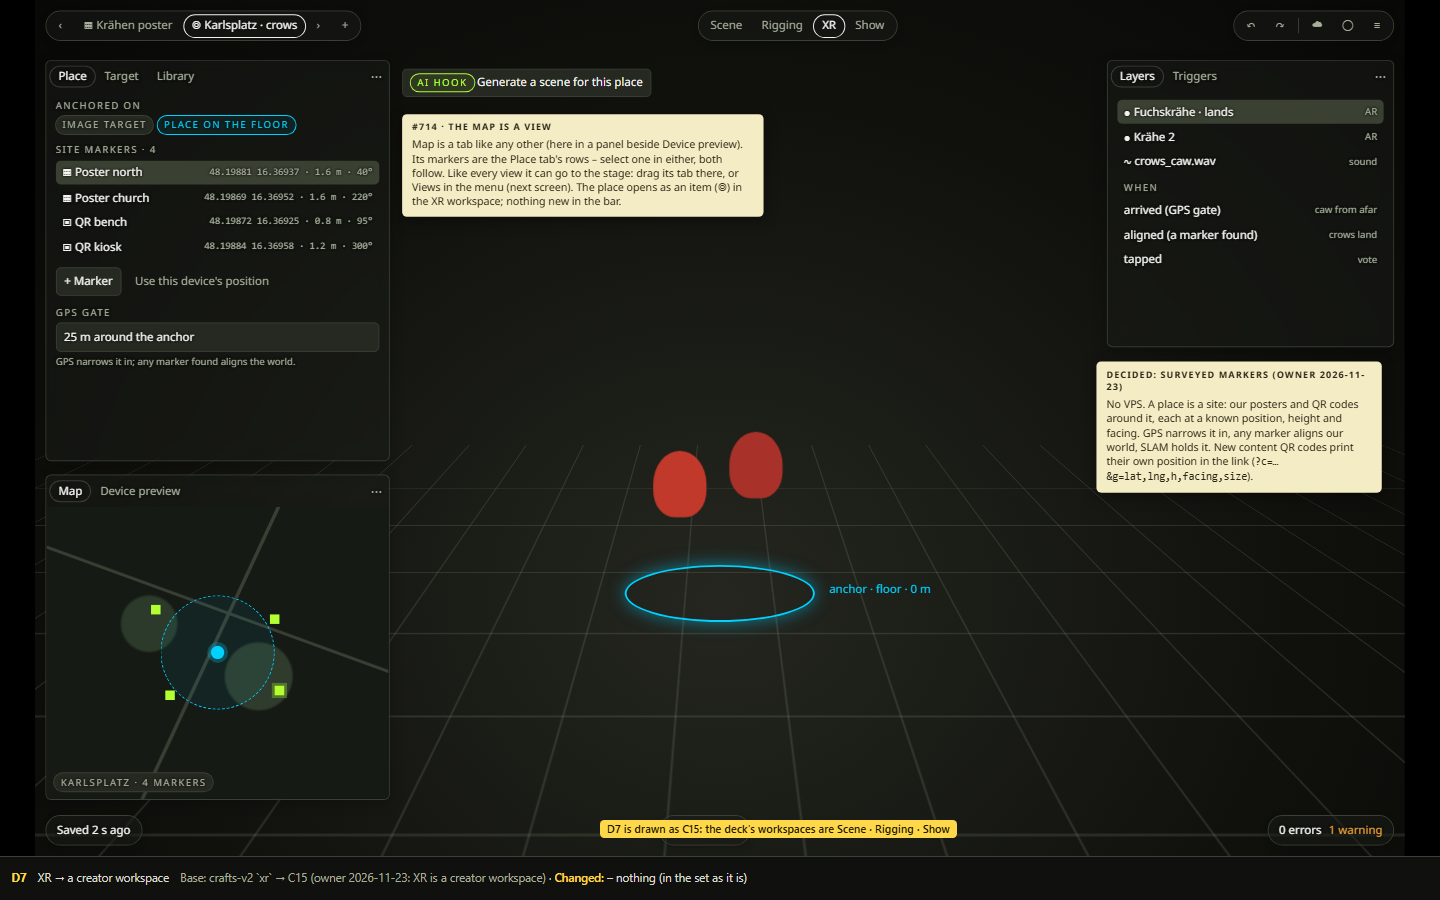 ‹ Krähen poster Karlsplatz · crows › +
Scene Rigging XR Show
Place Target Library ···
ANCHORED ON
IMAGE TARGET PLACE ON THE FLOOR
SITE MARKERS · 4
Poster north 48.19881 16.36937 · 1.6 m · 40°
Poster church 48.19869 16.36952 · 1.6 m · 220°
QR bench 48.19872 16.36925 · 0.8 m · 95°
QR kiosk 48.19884 16.36958 · 1.2 m · 300°
+ Marker Use this device's position
GPS GATE
25 m around the anchor
GPS narrows it in; any marker found aligns the world.
Map Device preview ···
KARLSPLATZ · 4 MARKERS
Saved 2 s ago
AI HOOK Generate a scene for this place
#714 · THE MAP IS A VIEW
Map is a tab like any other (here in a panel beside Device preview).
Its markers are the Place tab's rows – select one in either, both
follow. Like every view it can go to the stage: drag its tab there, or
Views in the menu (next screen). The place opens as an item (◎) in
the XR workspace; nothing new in the bar.
anchor · floor · 0 m
Layers Triggers ···
Fuchskrähe · lands AR
Krähe 2 AR
~ crows_caw.wav sound
WHEN
arrived (GPS gate) caw from afar
aligned (a marker found) crows land
tapped vote
DECIDED: SURVEYED MARKERS (OWNER 2026-11-
23)
No VPS. A place is a site: our posters and QR codes
around it, each at a known position, height and
facing. GPS narrows it in, any marker aligns our
world, SLAM holds it. New content QR codes print
their own position in the link (?c=…
&g=lat,lng,h,facing,size).
D7 is drawn as C15: the deck's workspaces are Scene · Rigging · Show
0 errors 1 warning
D7 XR → a creator workspace Base: crafts-v2 `xr` → C15 (owner 2026-11-23: XR is a creator workspace) · Changed: – nothing (in the set as it is)